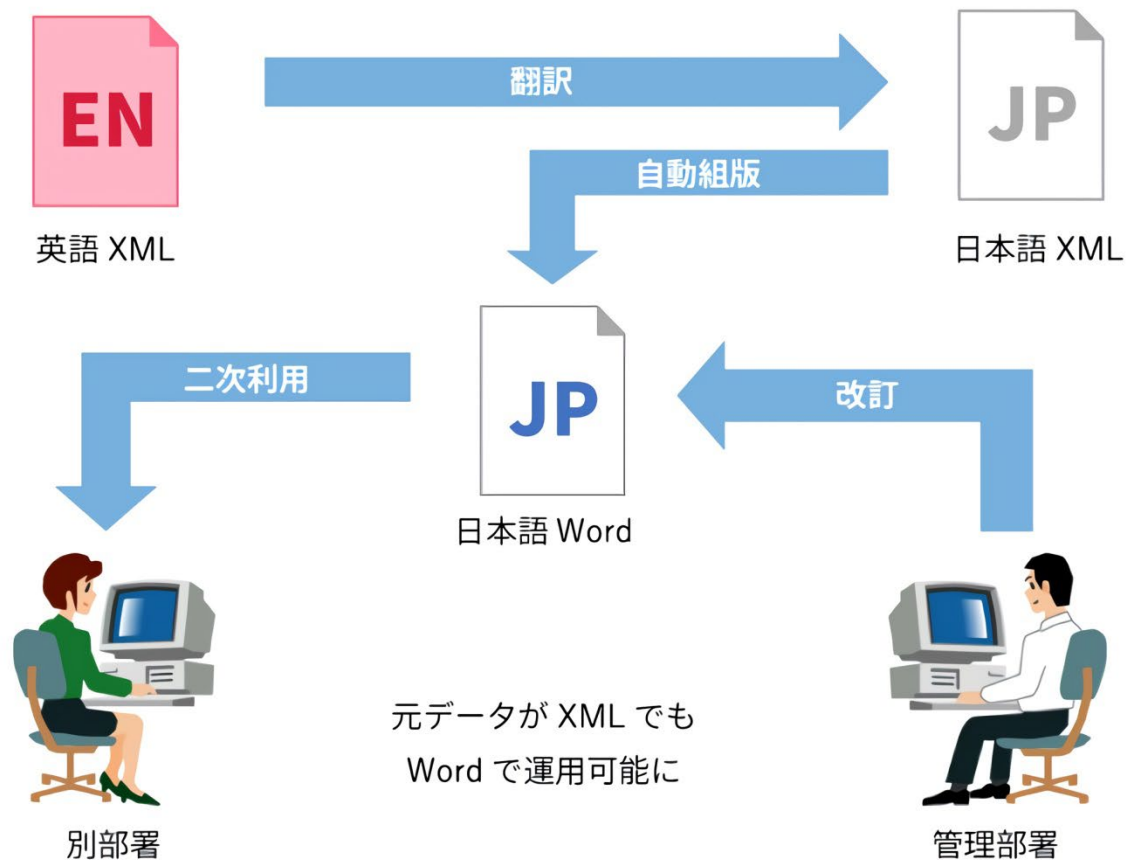 EN
翻訳
JP
自動組版
英語 XML
日本語 XML
二次利用
JP
改訂
日本語 Word
元データが XML でも
Word で運用可能に
別部署
管理部署